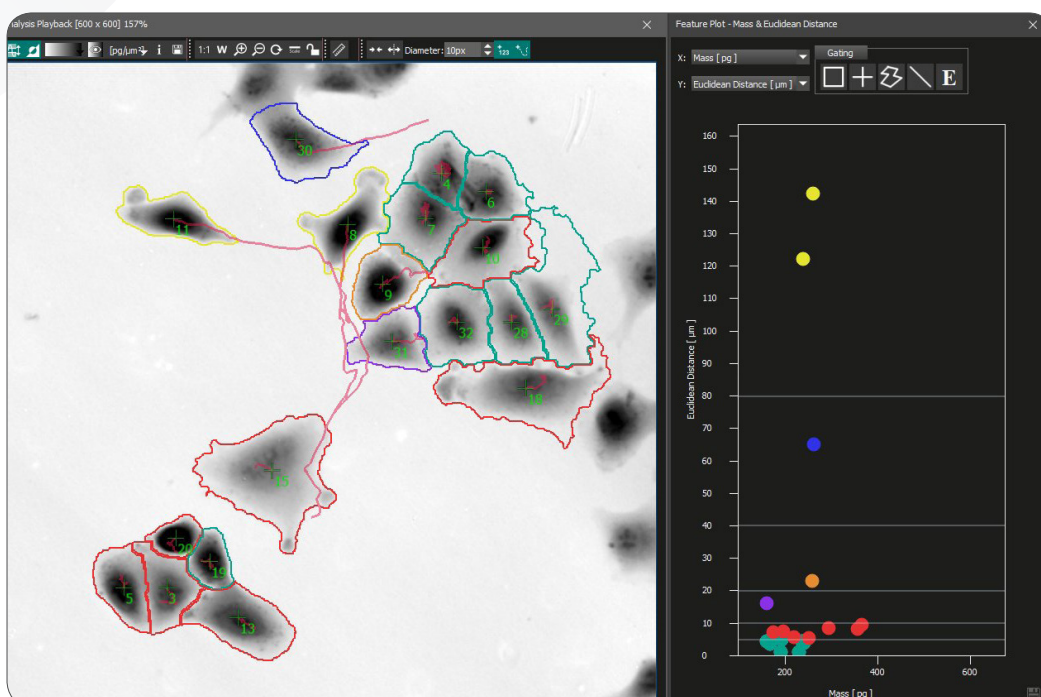 nalysis Playback [600 x 600] 157%
[pg/µm²]
i
1:1 W
Diameter: 10px
123
30
4
6
11
8
7
10
9
32
28
29
31
18
15
20
19
5
3
13
Feature Plot - Mass & Euclidean Distance
X: Mass [ pg ]
Y: Euclidean Distance [ µm ]
Gating
E
160
150
140
130
120
110
100
90
80
70
60
50
40
30
20
10
0
Euclidean Distance [ µm ]
200 400 600
Mass [ pg ]